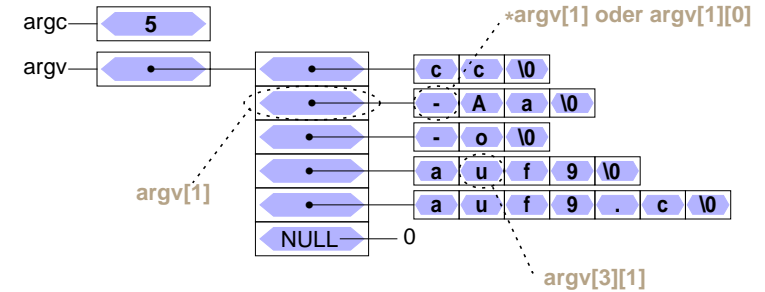 *argv[1] oder argv[1][0]
argc 5
argv c c \0
- A a \0
- o \0
argv[1] a u f 9 \0
a u f 9 . c \0
NULL 0
argv[3][1]